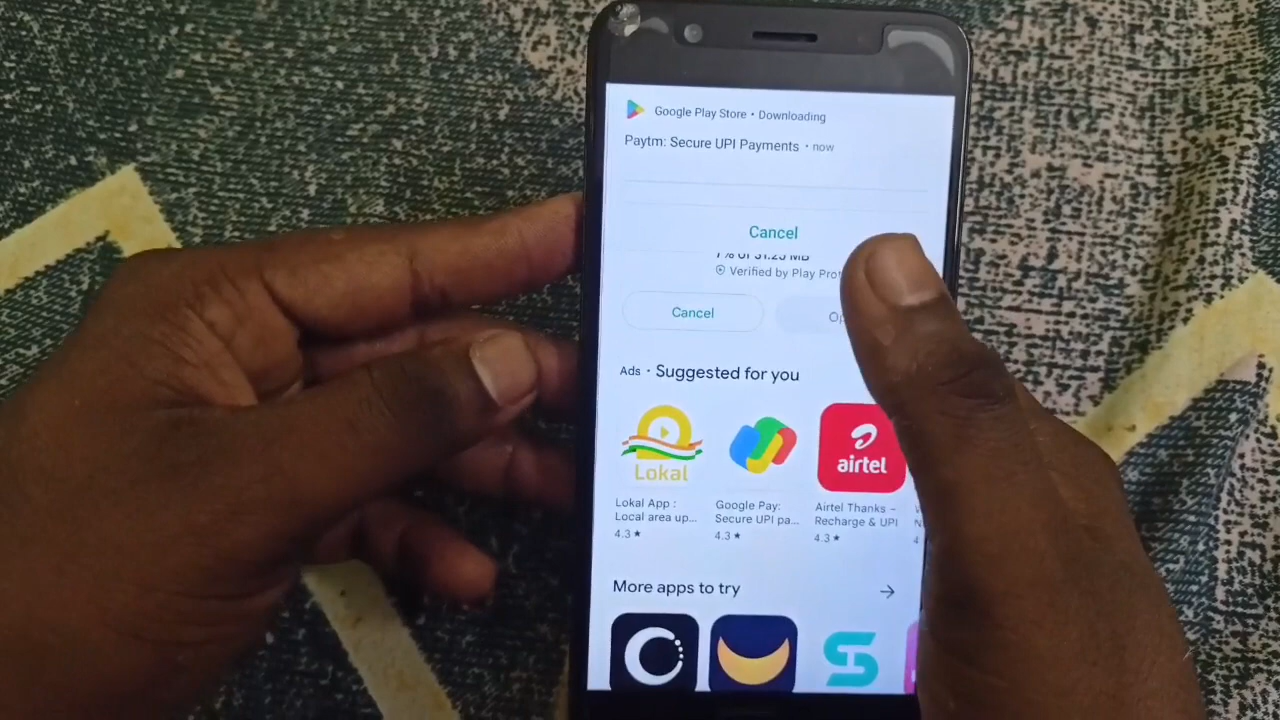 Google Play Store • Downloading
Paytm: Secure UPI Payments • now
Cancel
7% of 31.25 MB
Verified by Play
Cancel
Ads • Suggested for you
Lokal
airtel
Lokal App :
Local area up...
4.3 ★
Google Pay:
Secure UPI pa...
4.3 ★
Airtel Thanks –
Recharge & UPI
4.3 ★
More apps to try